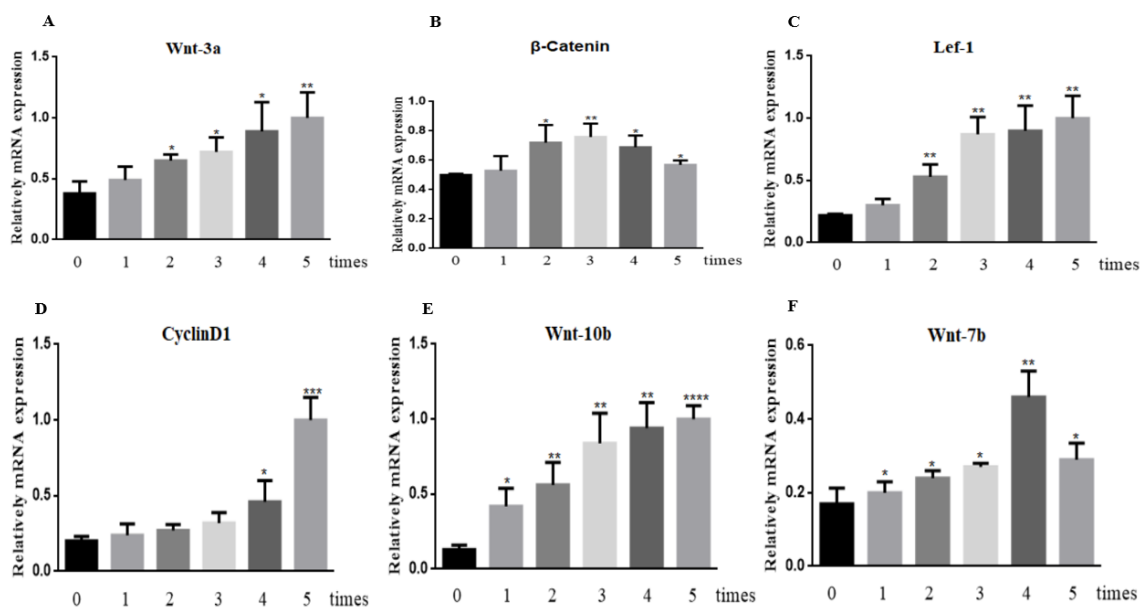 A
Wnt-3a
Relatively mRNA expression
1.5
1.0
0.5
0.0
*
*
*
**
0 1 2 3 4 5 times
B
β-Catenin
Relatively mRNA expression
1.0
0.8
0.6
0.4
0.2
0.0
*
**
*
*
0 1 2 3 4 5 times
C
Lef-1
Relatively mRNA expression
1.5
1.0
0.5
0.0
**
**
**
**
0 1 2 3 4 5 times
D
CyclinD1
Relatively mRNA expression
1.5
1.0
0.5
0.0
*
***
0 1 2 3 4 5 times
E
Wnt-10b
Relatively mRNA expression
1.5
1.0
0.5
0.0
*
**
**
**
****
0 1 2 3 4 5 times
F
Wnt-7b
Relatively mRNA expression
0.6
0.4
0.2
0.0
*
*
*
**
*
0 1 2 3 4 5 times